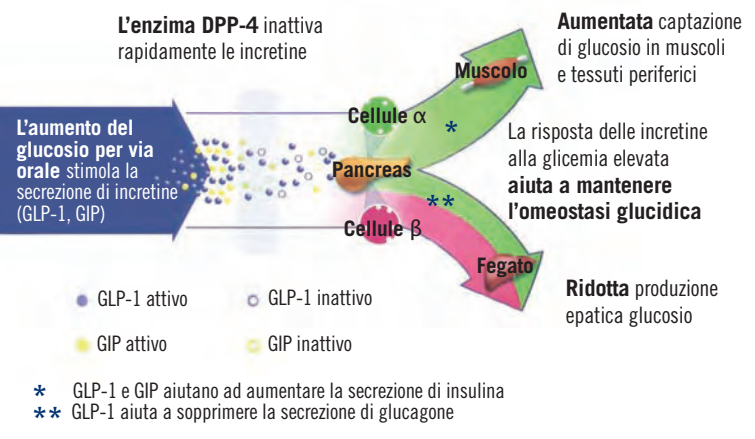 L'enzima DPP-4 inattiva
rapidamente le incretine
Aumentata captazione
di glucosio in muscoli
e tessuti periferici
Muscolo
Cellule α
*
L'aumento del
glucosio per via
orale stimola la
secrezione di incretine
(GLP-1, GIP)
Pancreas
La risposta delle incretine
alla glicemia elevata
aiuta a mantenere
l'omeostasi glucidica
**
Cellule β
Fegato
Ridotta produzione
epatica glucosio
GLP-1 attivo
GLP-1 inattivo
GIP attivo
GIP inattivo
* GLP-1 e GIP aiutano ad aumentare la secrezione di insulina
** GLP-1 aiuta a sopprimere la secrezione di glucagone